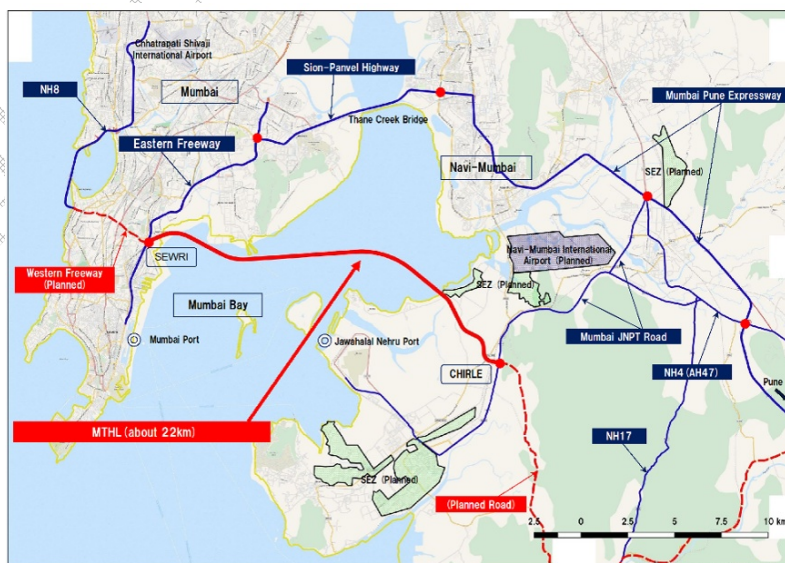 Chhatrapati Shivaji
International Airport
Sion-Panvel Highway
NH8
Mumbai
Mumbai Pune Expressway
Thane Creek Bridge
Eastern Freeway
Navi-Mumbai
SEZ (Planned)
SEWRI
Navi-Mumbai International
Airport (Planned)
Western Freeway
(Planned)
SEZ (Planned)
Mumbai Bay
Mumbai Port
Jawahalal Nehru Port
Mumbai JNPT Road
CHIRLE
NH4 (AH47)
Pune
MTHL (about 22km)
NH17
SEZ (Planned)
(Planned Road)
2.5 0 2.5 5 7.5 10 km